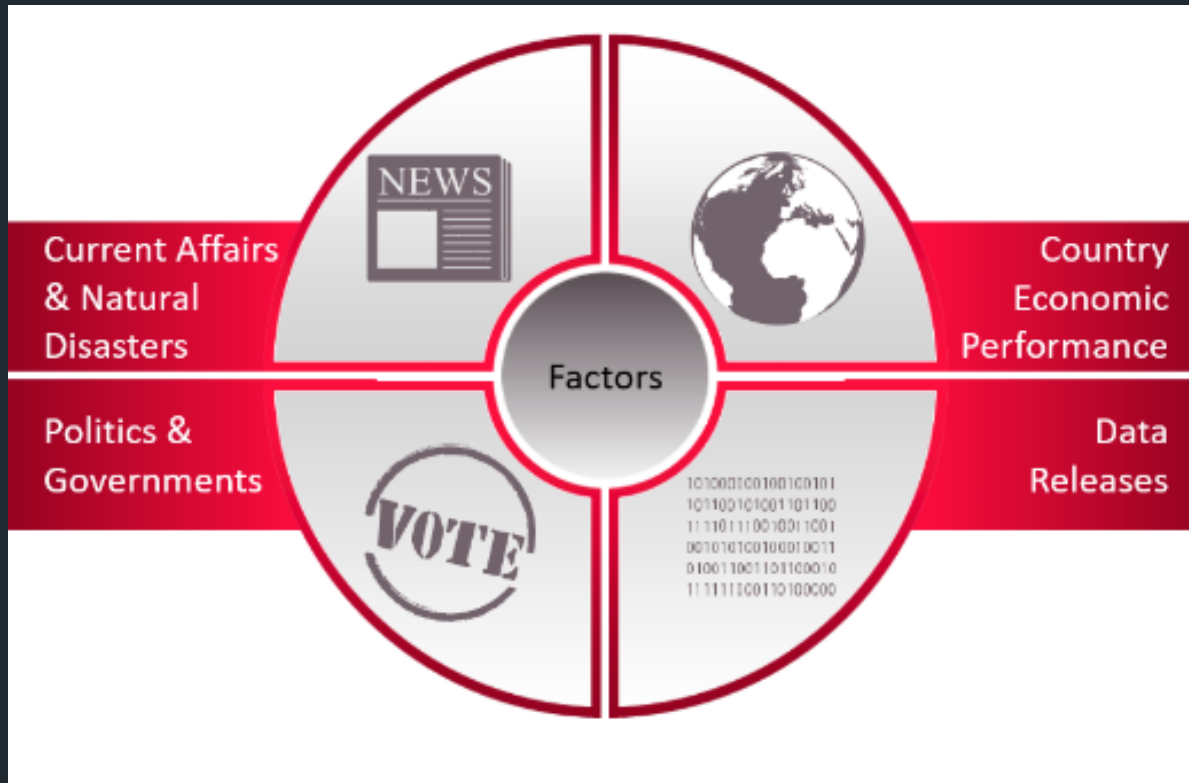 NEWS
Current Affairs
& Natural
Disasters
Country
Economic
Performance
Factors
Politics &
Governments
VOTE
Data
Releases